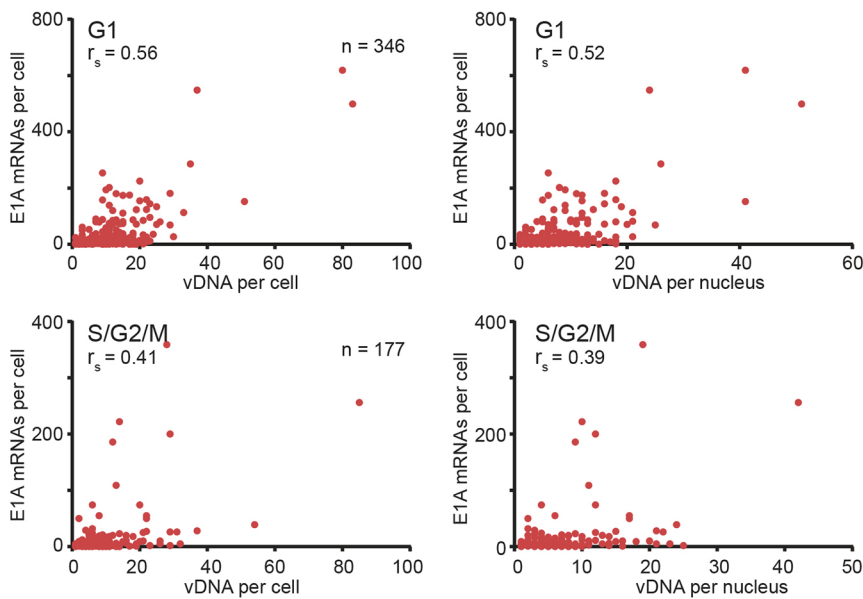 800
G1
rs = 0.56
n = 346
400
0
E1A mRNAs per cell
0 20 40 60 80 100
vDNA per cell
G1
rs = 0.52
800
400
0
E1A mRNAs per cell
0 20 40 60
vDNA per nucleus
400
S/G2/M
rs = 0.41
n = 177
200
0
E1A mRNAs per cell
0 20 40 60 80 100
vDNA per cell
400
S/G2/M
rs = 0.39
200
0
E1A mRNAs per cell
0 10 20 30 40 50
vDNA per nucleus